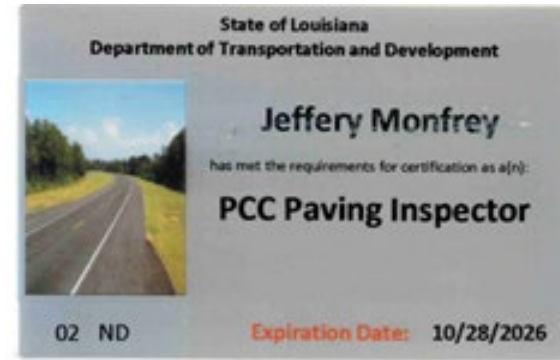 State of Louisiana
Department of Transportation and Development
Jeffery Monfrey
has met the requirements for certification as a(n):
PCC Paving Inspector
02 ND
Expiration Date: 10/28/2026